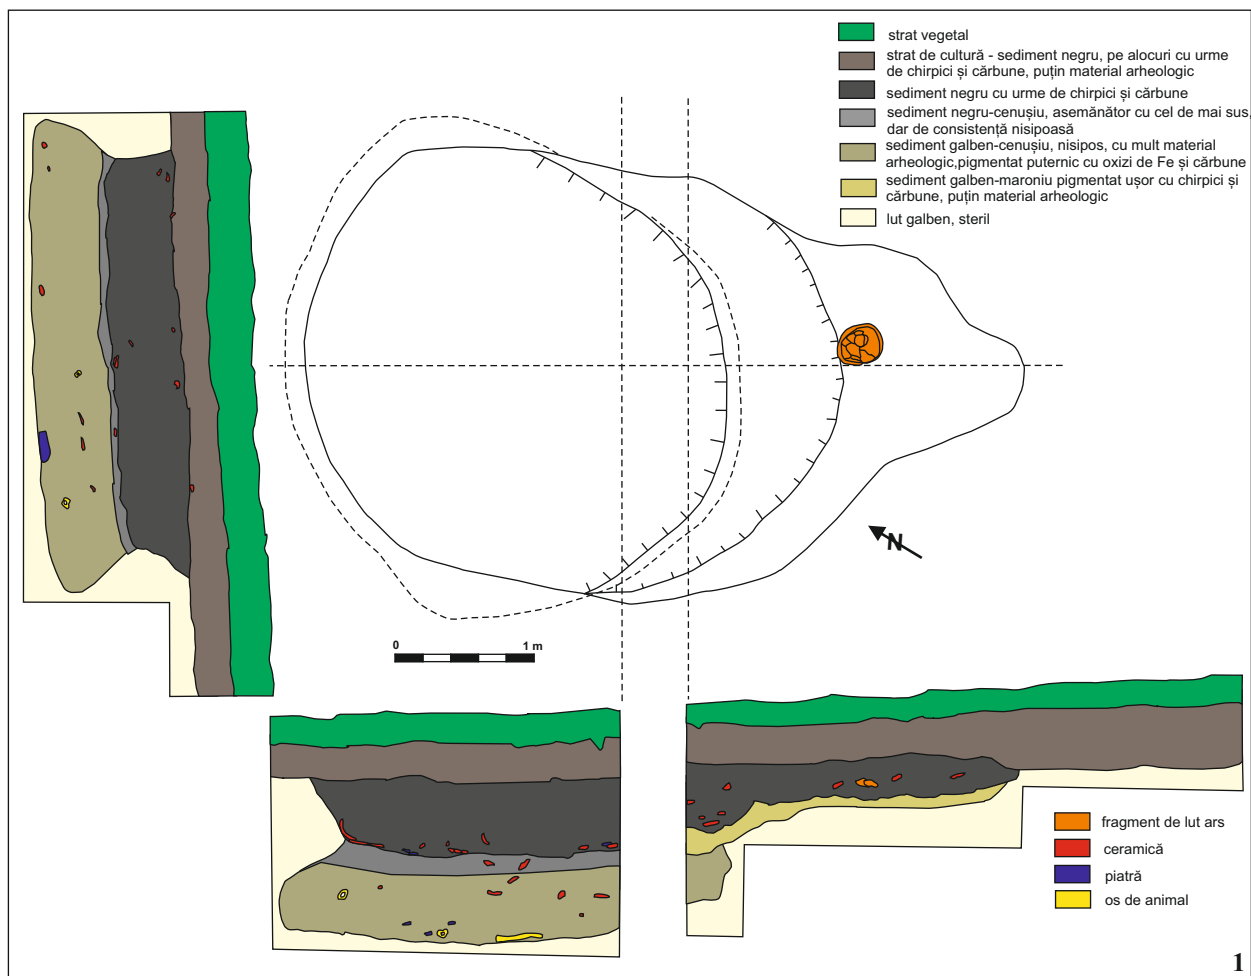 strat vegetal
strat de cultură - sediment negru, pe alocuri cu urme
de chirpici și cărbune, puțin material arheologic
sediment negru cu urme de chirpici și cărbune
sediment negru-cenușiu, asemănător cu cel de mai sus,
dar de consistență nisipoasă
sediment galben-cenușiu, nisipos, cu mult material
arheologic,pigmentat puternic cu oxizi de Fe și cărbune
sediment galben-maroniu pigmentat ușor cu chirpici și
cărbune, puțin material arheologic
lut galben, steril
N
0 1 m
fragment de lut ars
ceramică
piatră
os de animal
1